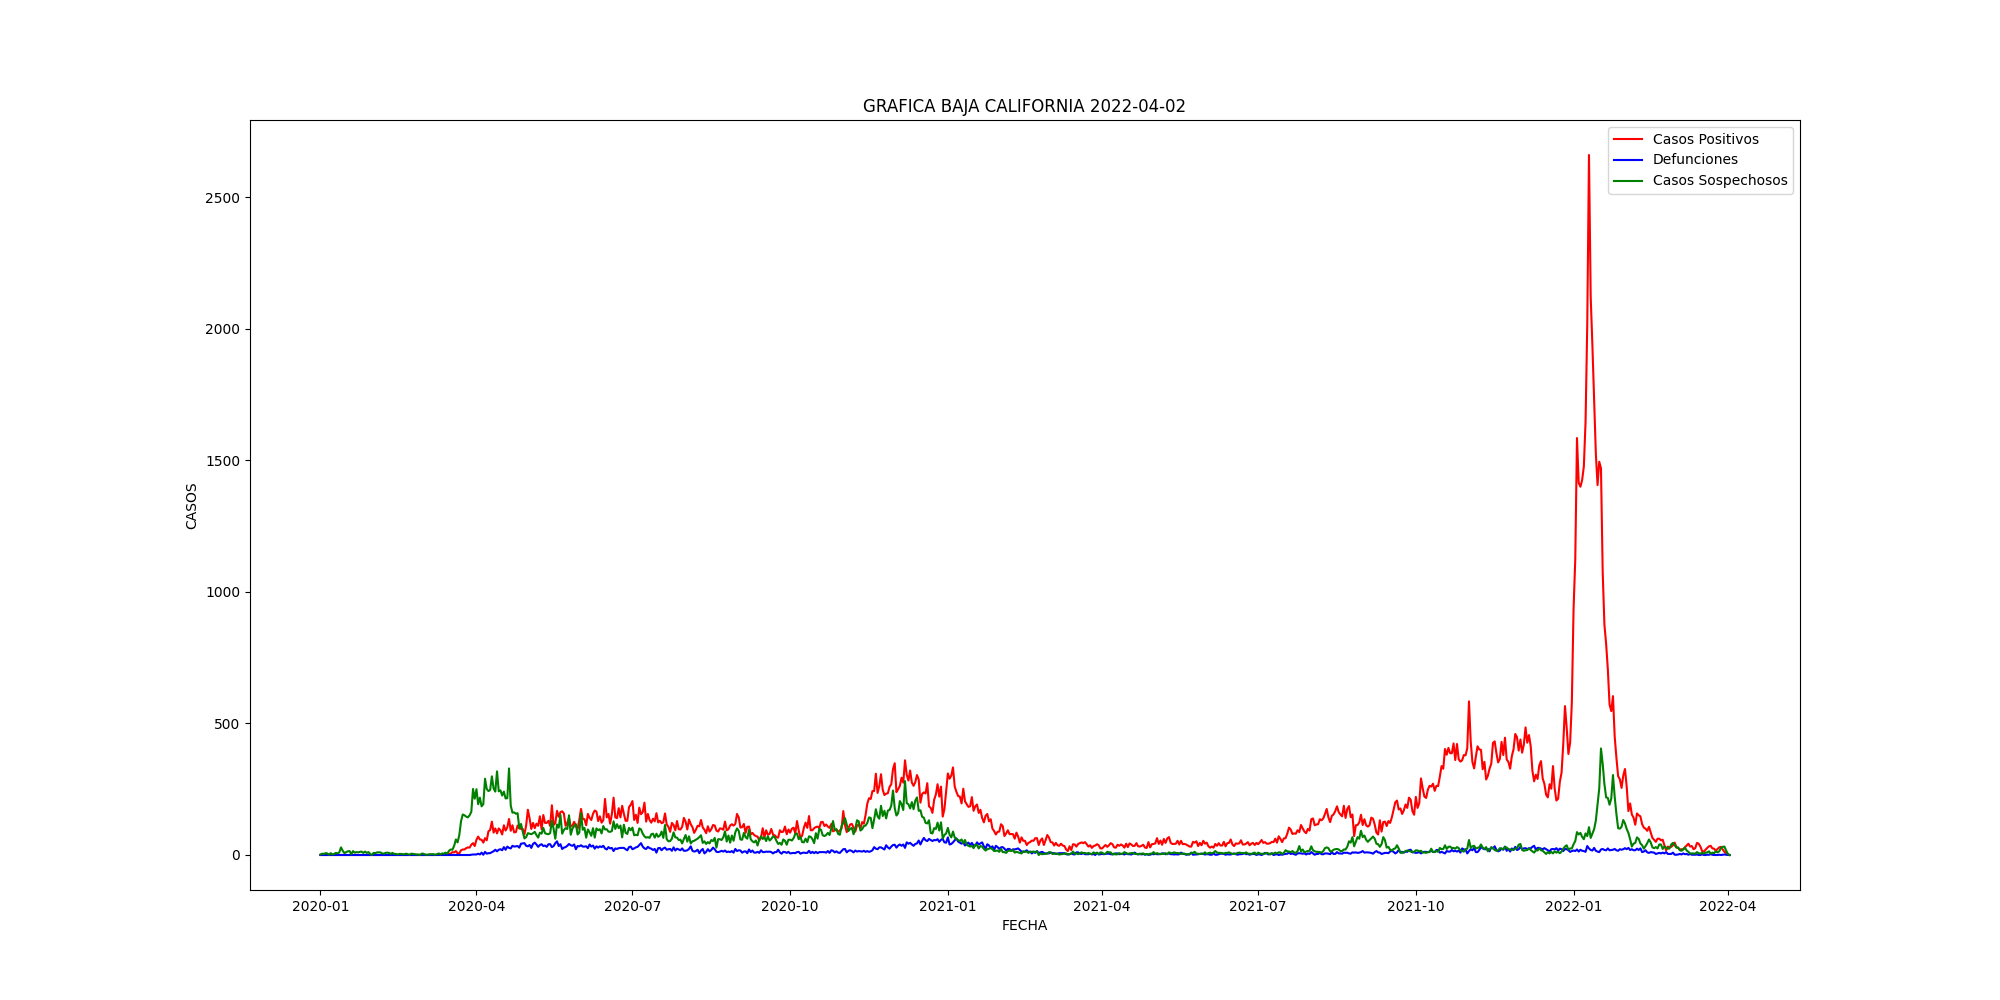 GRAFICA BAJA CALIFORNIA 2022-04-02
Casos Positivos
Defunciones
Casos Sospechosos
2500
2000
1500
1000
500
0
CASOS
2020-01
2020-04
2020-07
2020-10
2021-01
2021-04
2021-07
2021-10
2022-01
2022-04
FECHA